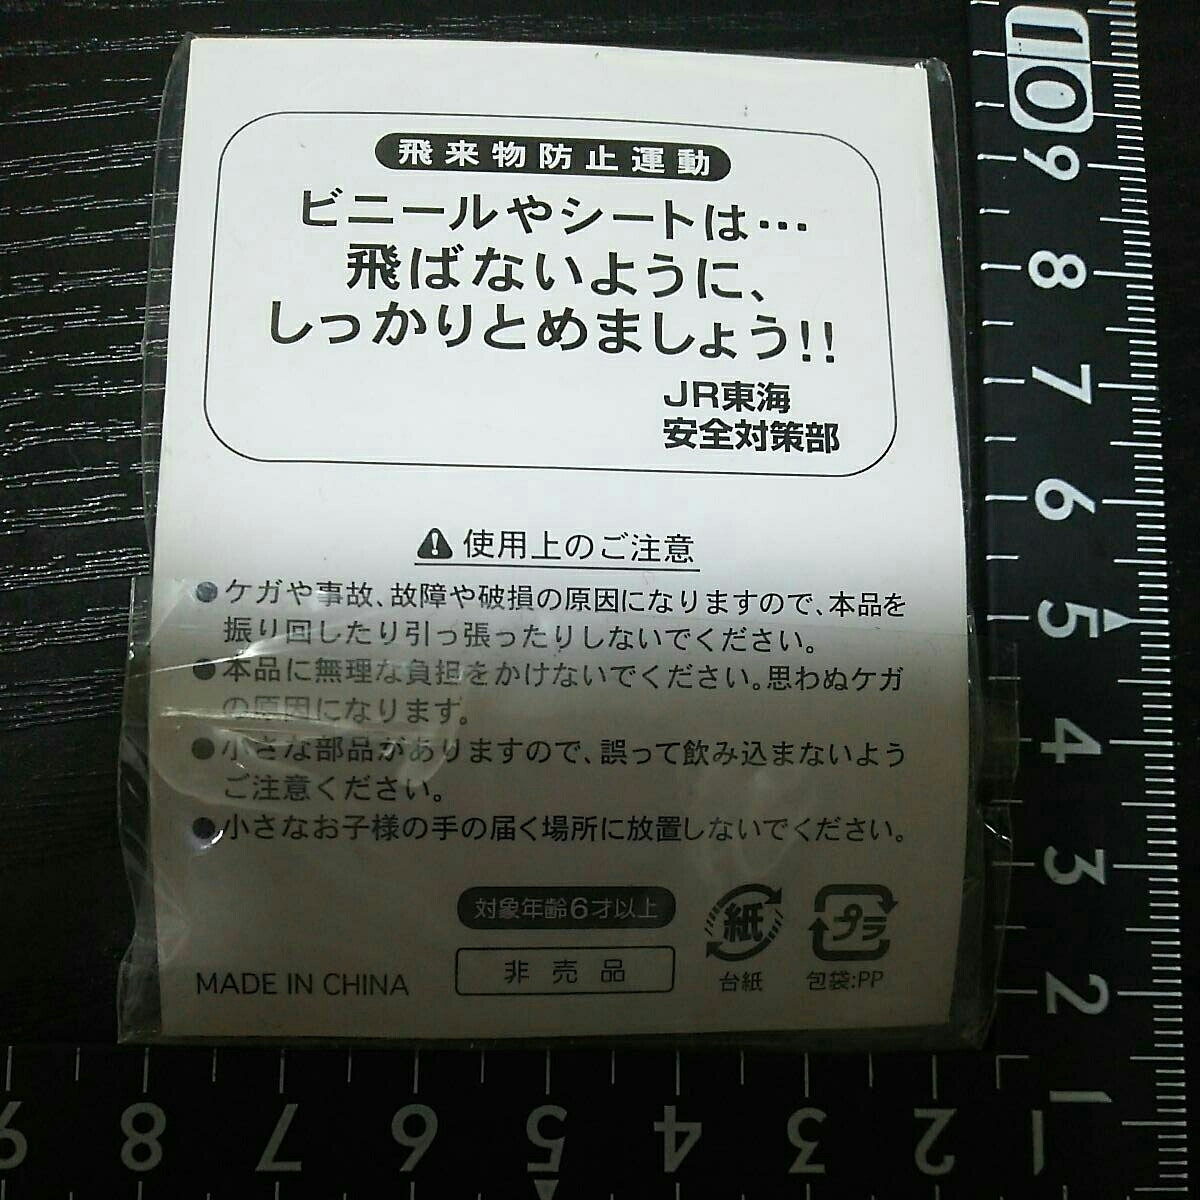 飛来物防止運動
ビニールやシートは…
飛ばないように、
しっかりとめましょう!!
JR東海
安全対策部
使用上のご注意
●ケガや事故、故障や破損の原因になりますので、本品を
振り回したり引っ張ったりしないでください。
●本品に無理な負担をかけないでください。思わぬケガ
の原因になります。
●小さな部品がありますので、誤って飲み込まないよう
ご注意ください。
●小さなお子様の手の届く場所に放置しないでください。
対象年齢6才以上
紙
プラ
MADE IN CHINA
非売品
台紙
包袋:PP
10
9
8
7
6
5
4
3
2
1
9
8
7
6
5
4
3
2
1